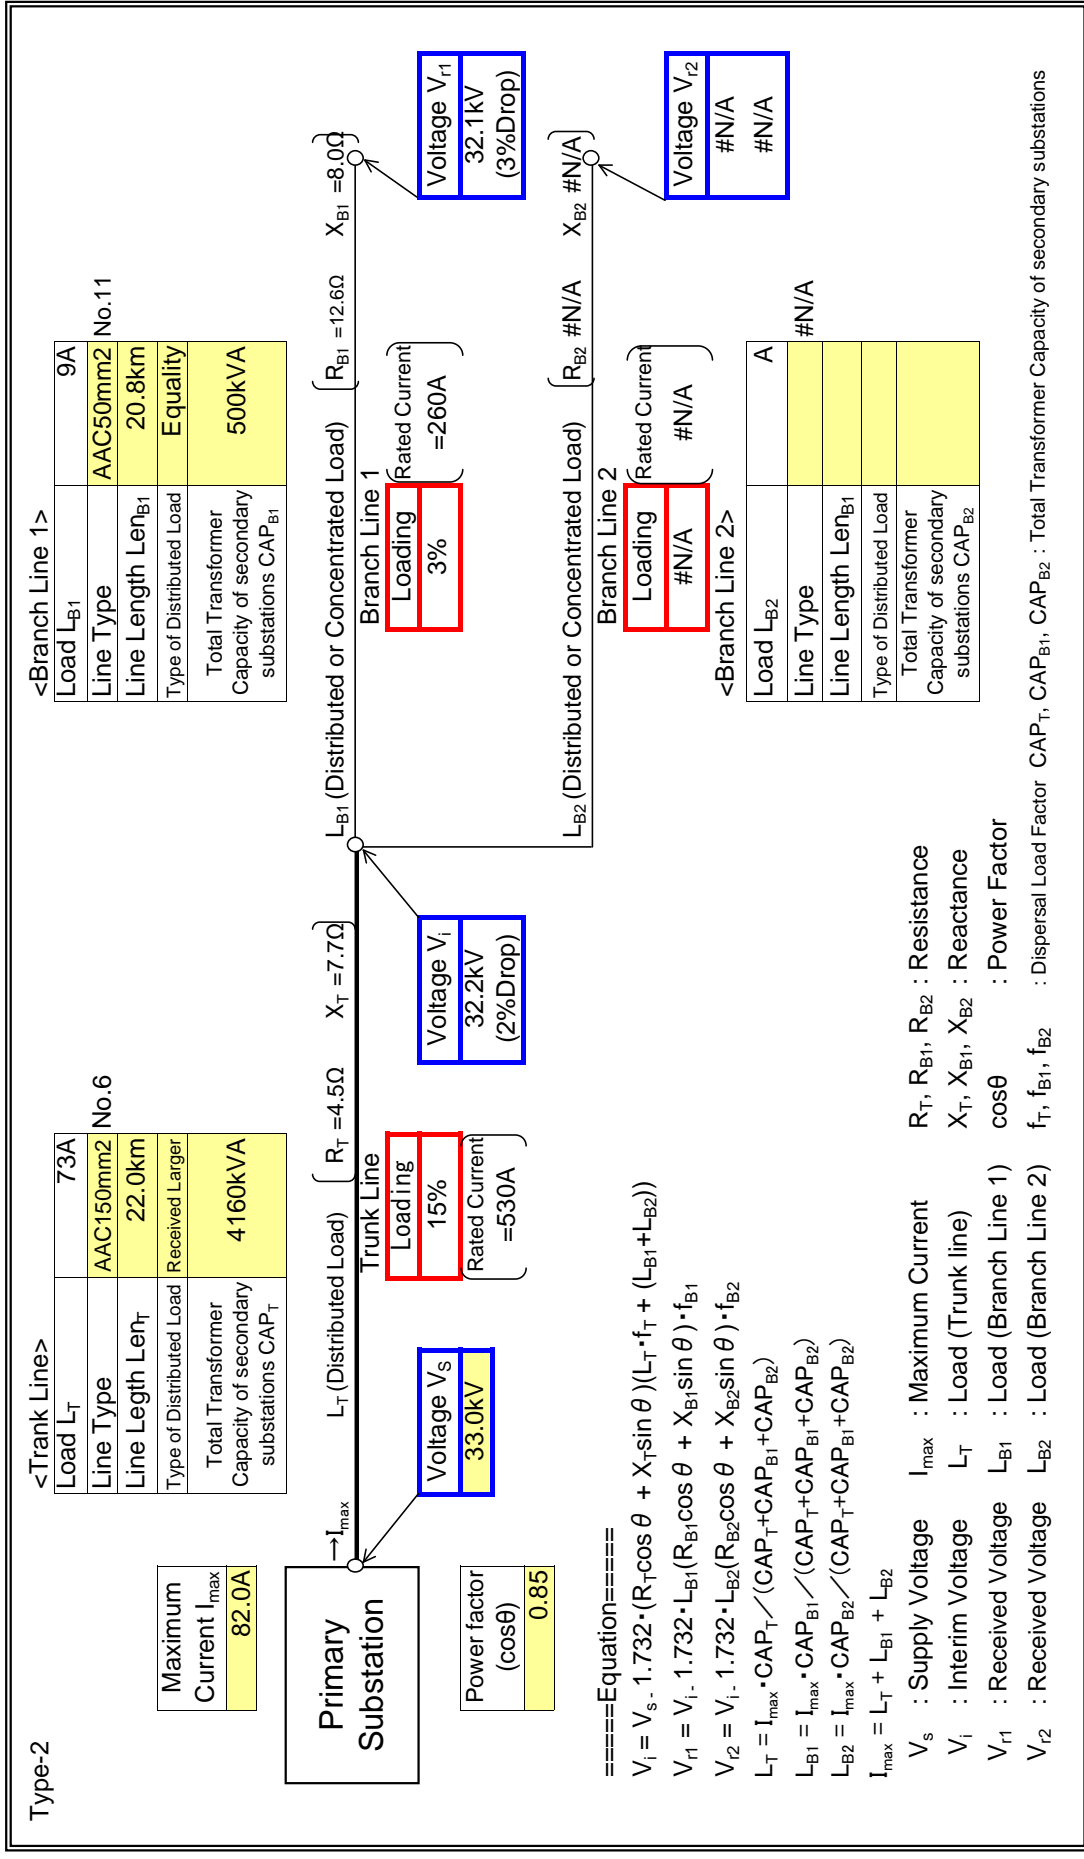 Type-2
Maximum
Current Imax
82.0A
<Trank Line>
Load LT 73A
Line Type AAC150mm2 No.6
Line Legth LenT 22.0km
Type of Distributed Load Received Larger
Total Transformer
Capacity of secondary
substations CAPT
4160kVA
<Branch Line 1>
Load LB1 9A
Line Type AAC50mm2 No.11
Line Length LenB1 20.8km
Type of Distributed Load Equality
Total Transformer
Capacity of secondary
substations CAPB1
500kVA
Primary
Substation
→Imax
LT (Distributed Load)
RT =4.5Ω XT =7.7Ω
LB1 (Distributed or Concentrated Load)
RB1 =12.6Ω XB1 =8.0Ω
Trunk Line
Loading
15%
Rated Current
=530A
Branch Line 1
Loading
3%
Rated Current
=260A
Voltage VS
33.0kV
Voltage Vi
32.2kV
(2%Drop)
Voltage Vr1
32.1kV
(3%Drop)
Power factor
(cosθ)
0.85
LB2 (Distributed or Concentrated Load)
RB2 #N/A XB2 #N/A
Branch Line 2
Loading
#N/A
Rated Current
#N/A
Voltage Vr2
#N/A
#N/A
<Branch Line 2>
Load LB2 A
Line Type #N/A
Line Length LenB1
Type of Distributed Load
Total Transformer
Capacity of secondary
substations CAPB2
=====Equation=====
Vi = Vs - 1.732・(RTcos θ + XTsin θ )(LT・fT + (LB1+LB2))
Vr1 = Vi - 1.732・LB1(RB1cos θ + XB1sin θ )・fB1
Vr2 = Vi - 1.732・LB2(RB2cos θ + XB2sin θ )・fB2
LT = Imax・CAPT／(CAPT+CAPB1+CAPB2)
LB1 = Imax・CAPB1／(CAPT+CAPB1+CAPB2)
LB2 = Imax・CAPB2／(CAPT+CAPB1+CAPB2)
Imax = LT + LB1 + LB2
Vs : Supply Voltage Imax : Maximum Current RT, RB1, RB2 : Resistance
Vi : Interim Voltage LT : Load (Trunk line) XT, XB1, XB2 : Reactance
Vr1 : Received Voltage LB1 : Load (Branch Line 1) cosθ : Power Factor
Vr2 : Received Voltage LB2 : Load (Branch Line 2) fT, fB1, fB2 : Dispersal Load Factor CAPT, CAPB1, CAPB2 : Total Transformer Capacity of secondary substations